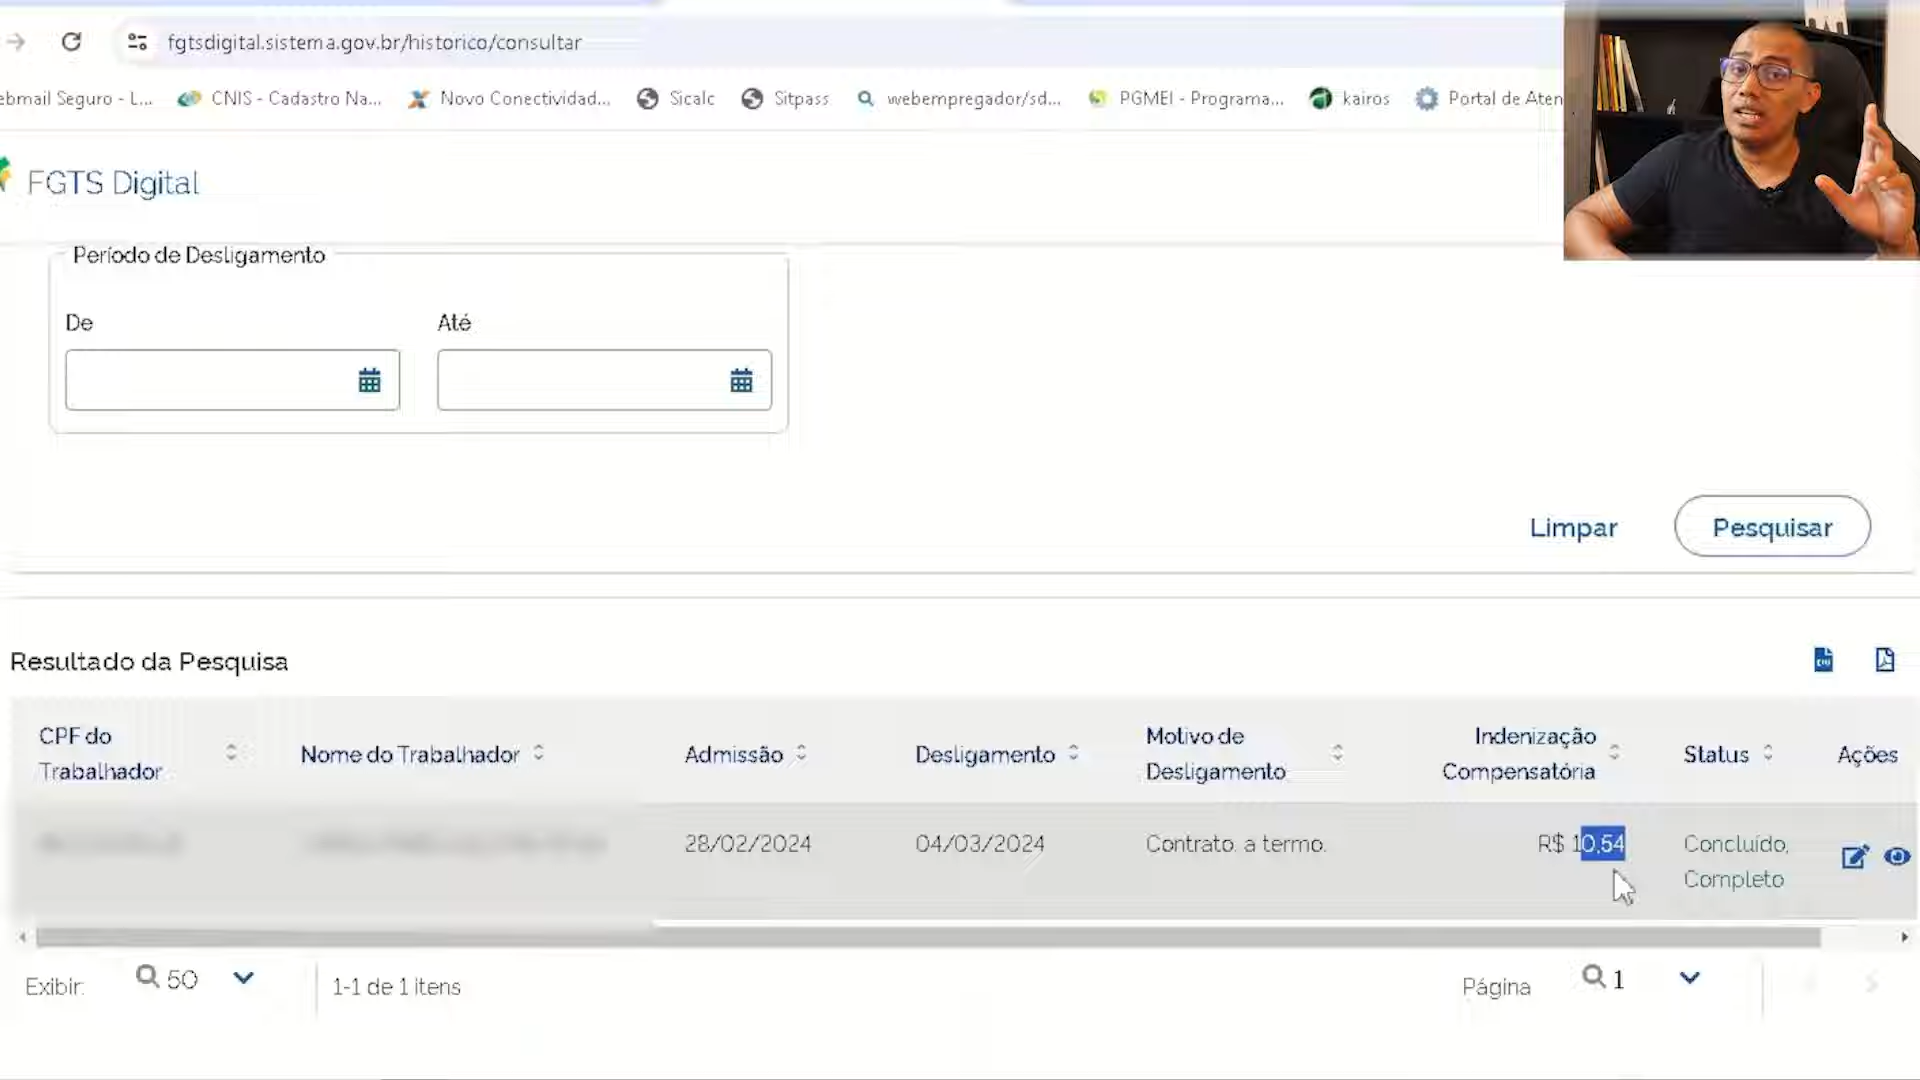 fgtsdigital.sistema.gov.br/historico/consultar
ebmail Seguro - L... CNIS - Cadastro Na... Novo Conectividad... Sicalc Sitpass webempregador/sd... PGMEI - Programa... kairos Portal de Aten
FGTS Digital
Período de Desligamento
De Até
Limpar Pesquisar
Resultado da Pesquisa
CPF do Trabalhador Nome do Trabalhador Admissão Desligamento Motivo de Desligamento Indenização Compensatória Status Ações
28/02/2024 04/03/2024 Contrato. a termo. R$ 10,54 Concluído, Completo
Exibir: 50 1-1 de 1 itens Página 1